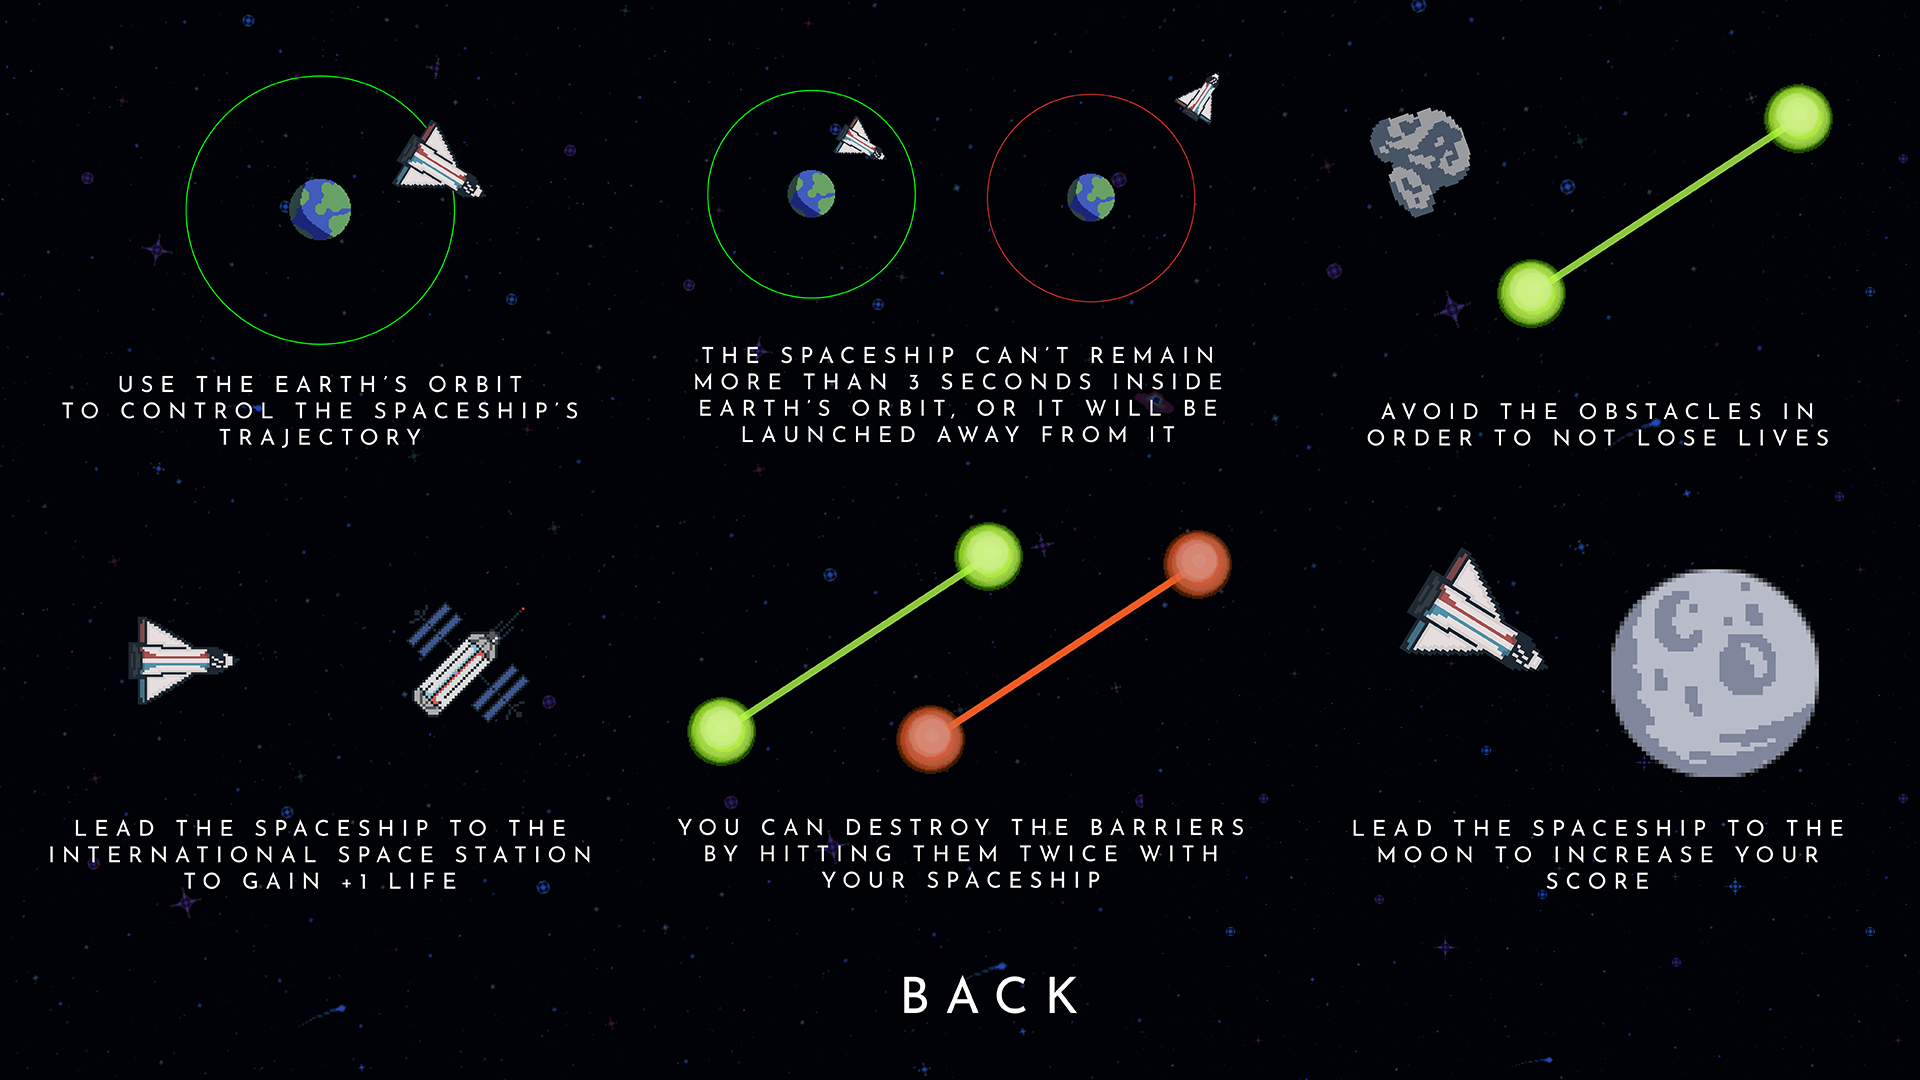 USE THE EARTH'S ORBIT
TO CONTROL THE SPACESHIP'S
TRAJECTORY
THE SPACESHIP CAN'T REMAIN
MORE THAN 3 SECONDS INSIDE
EARTH'S ORBIT, OR IT WILL BE
LAUNCHED AWAY FROM IT
AVOID THE OBSTACLES IN
ORDER TO NOT LOSE LIVES
LEAD THE SPACESHIP TO THE
INTERNATIONAL SPACE STATION
TO GAIN +1 LIFE
YOU CAN DESTROY THE BARRIERS
BY HITTING THEM TWICE WITH
YOUR SPACESHIP
LEAD THE SPACESHIP TO THE
MOON TO INCREASE YOUR
SCORE
BACK